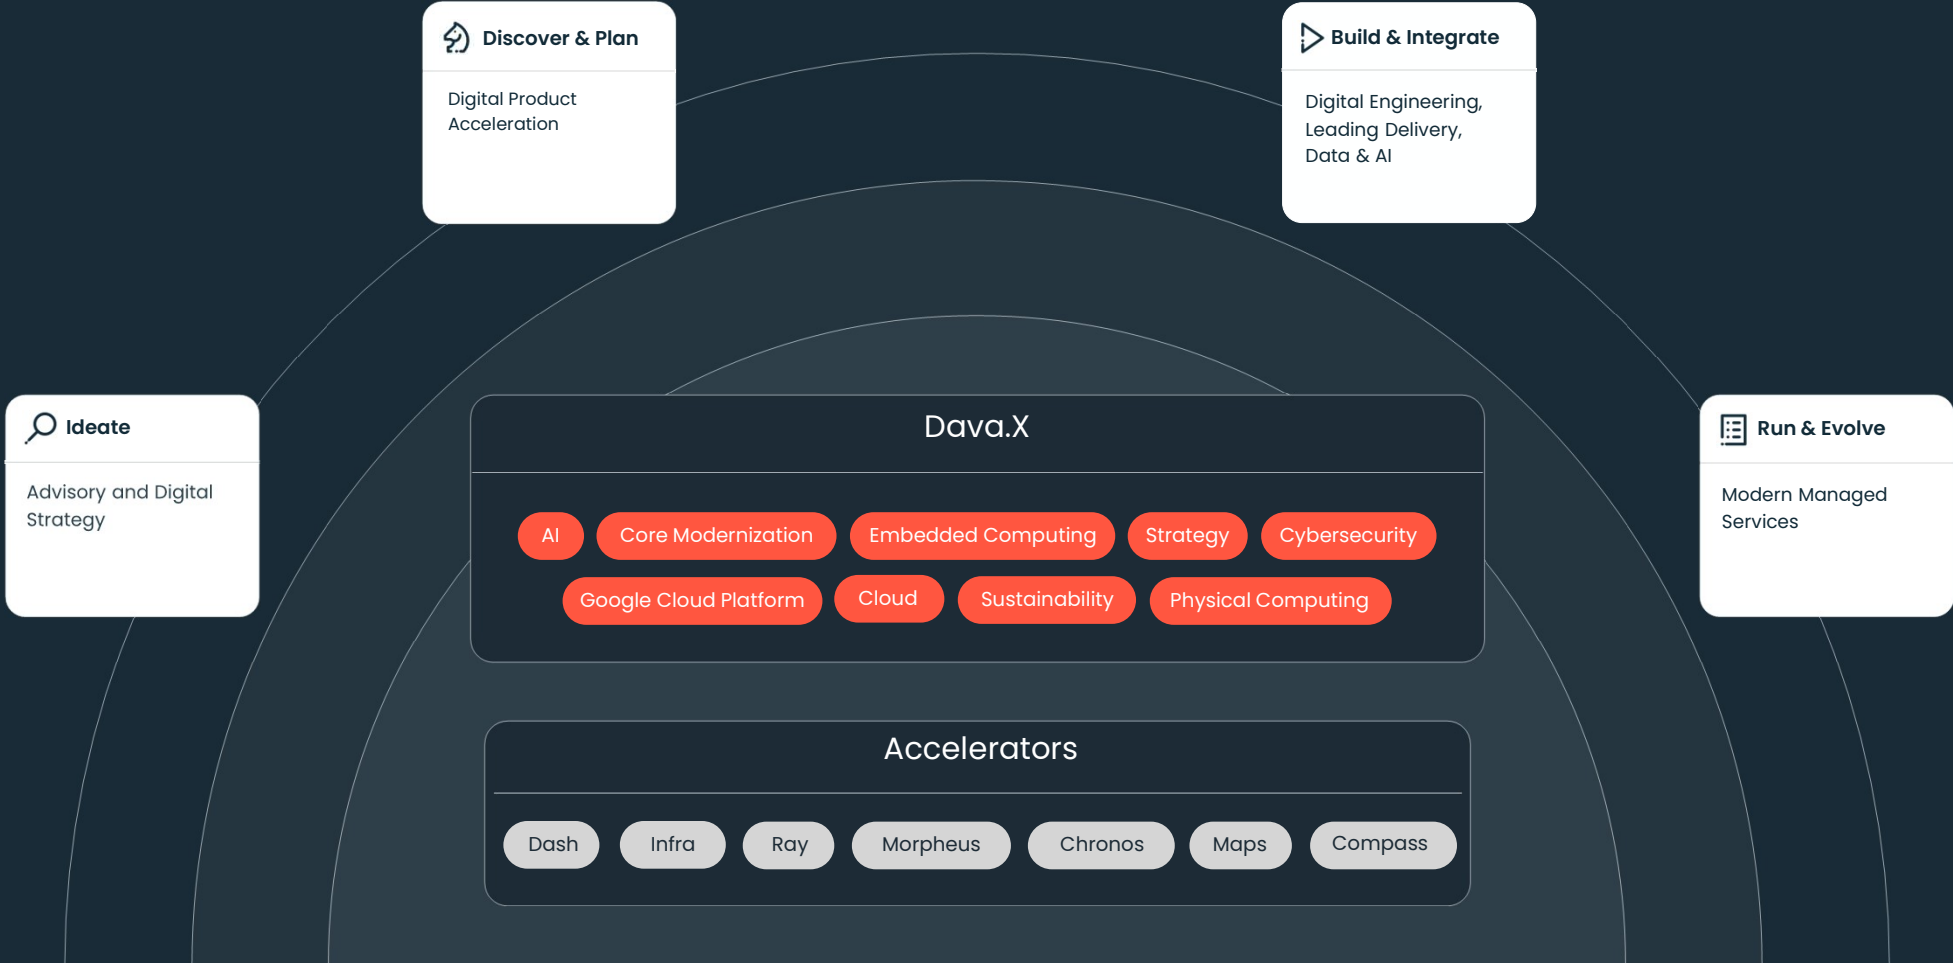 Discover & Plan
Digital Product
Acceleration
Build & Integrate
Digital Engineering,
Leading Delivery,
Data & AI
Ideate
Advisory and Digital
Strategy
Run & Evolve
Modern Managed
Services
Dava.X
AI
Core Modernization
Embedded Computing
Strategy
Cybersecurity
Google Cloud Platform
Cloud
Sustainability
Physical Computing
Accelerators
Dash
Infra
Ray
Morpheus
Chronos
Maps
Compass